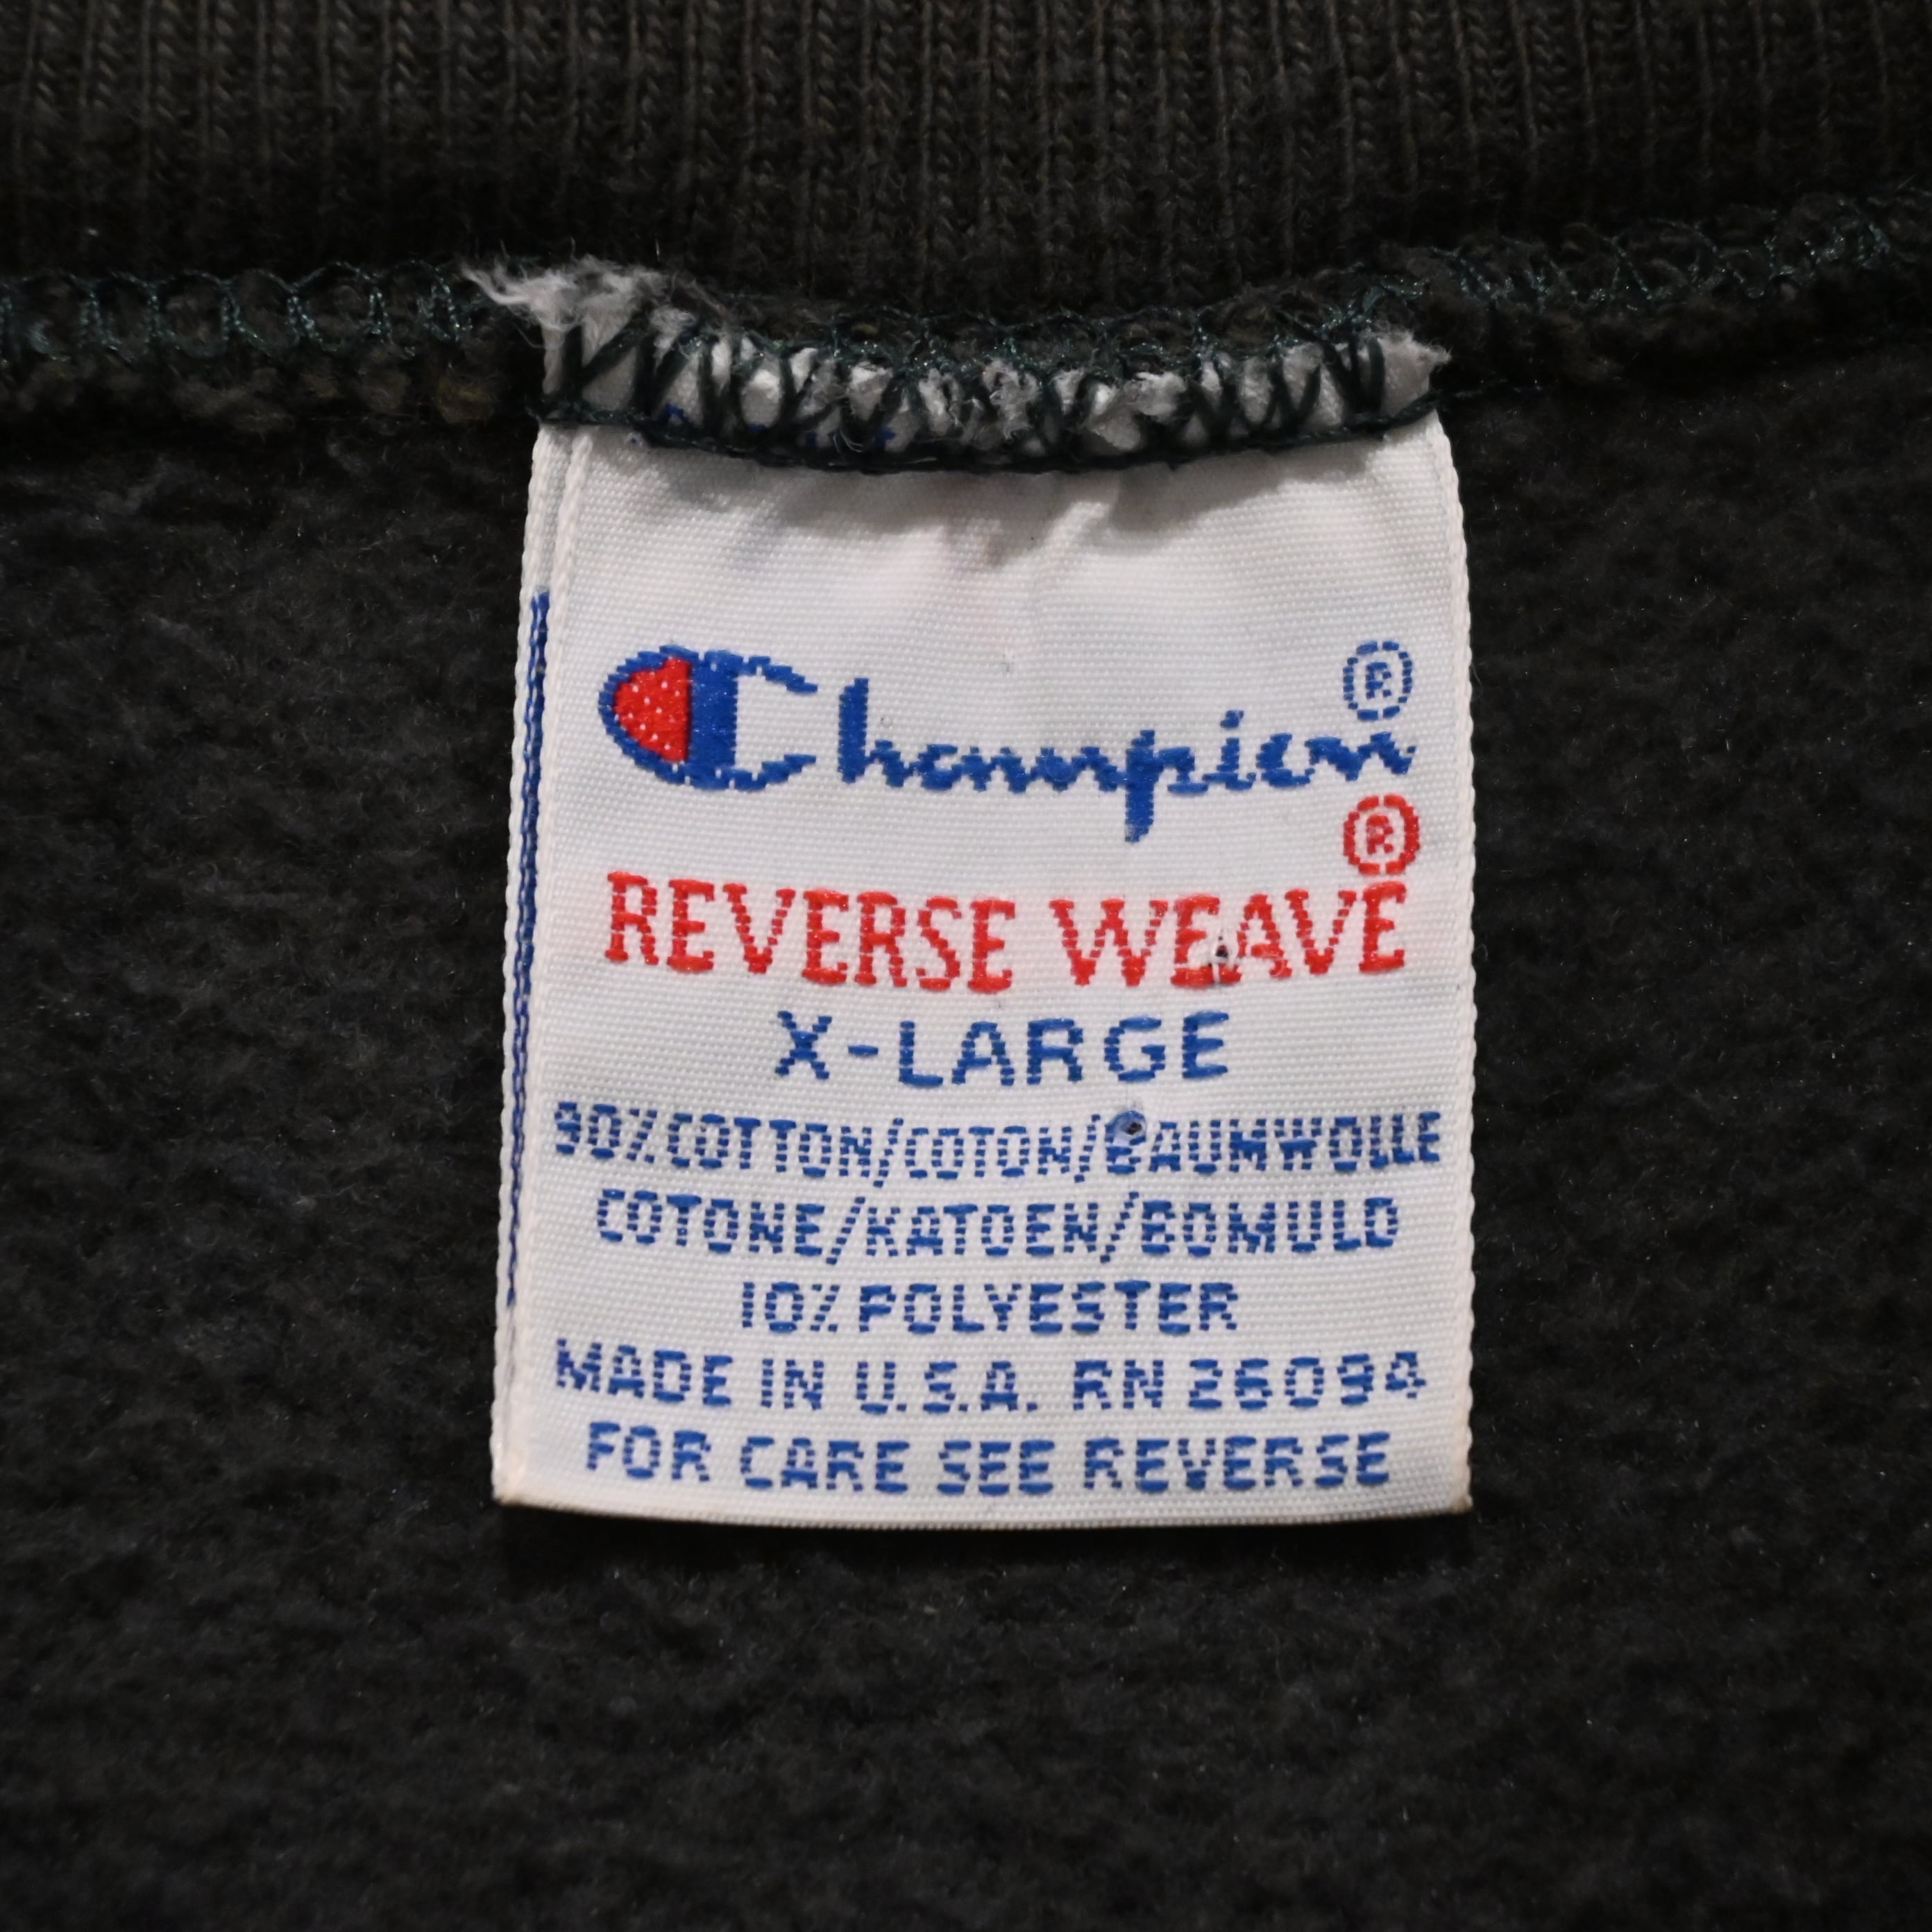 Champion®
REVERSE WEAVE®
X-LARGE
90% COTTON/COTON/BAUMWOLLE
COTONE/KATOEN/BOMULD
10% POLYESTER
MADE IN U.S.A. RN 26094
FOR CARE SEE REVERSE